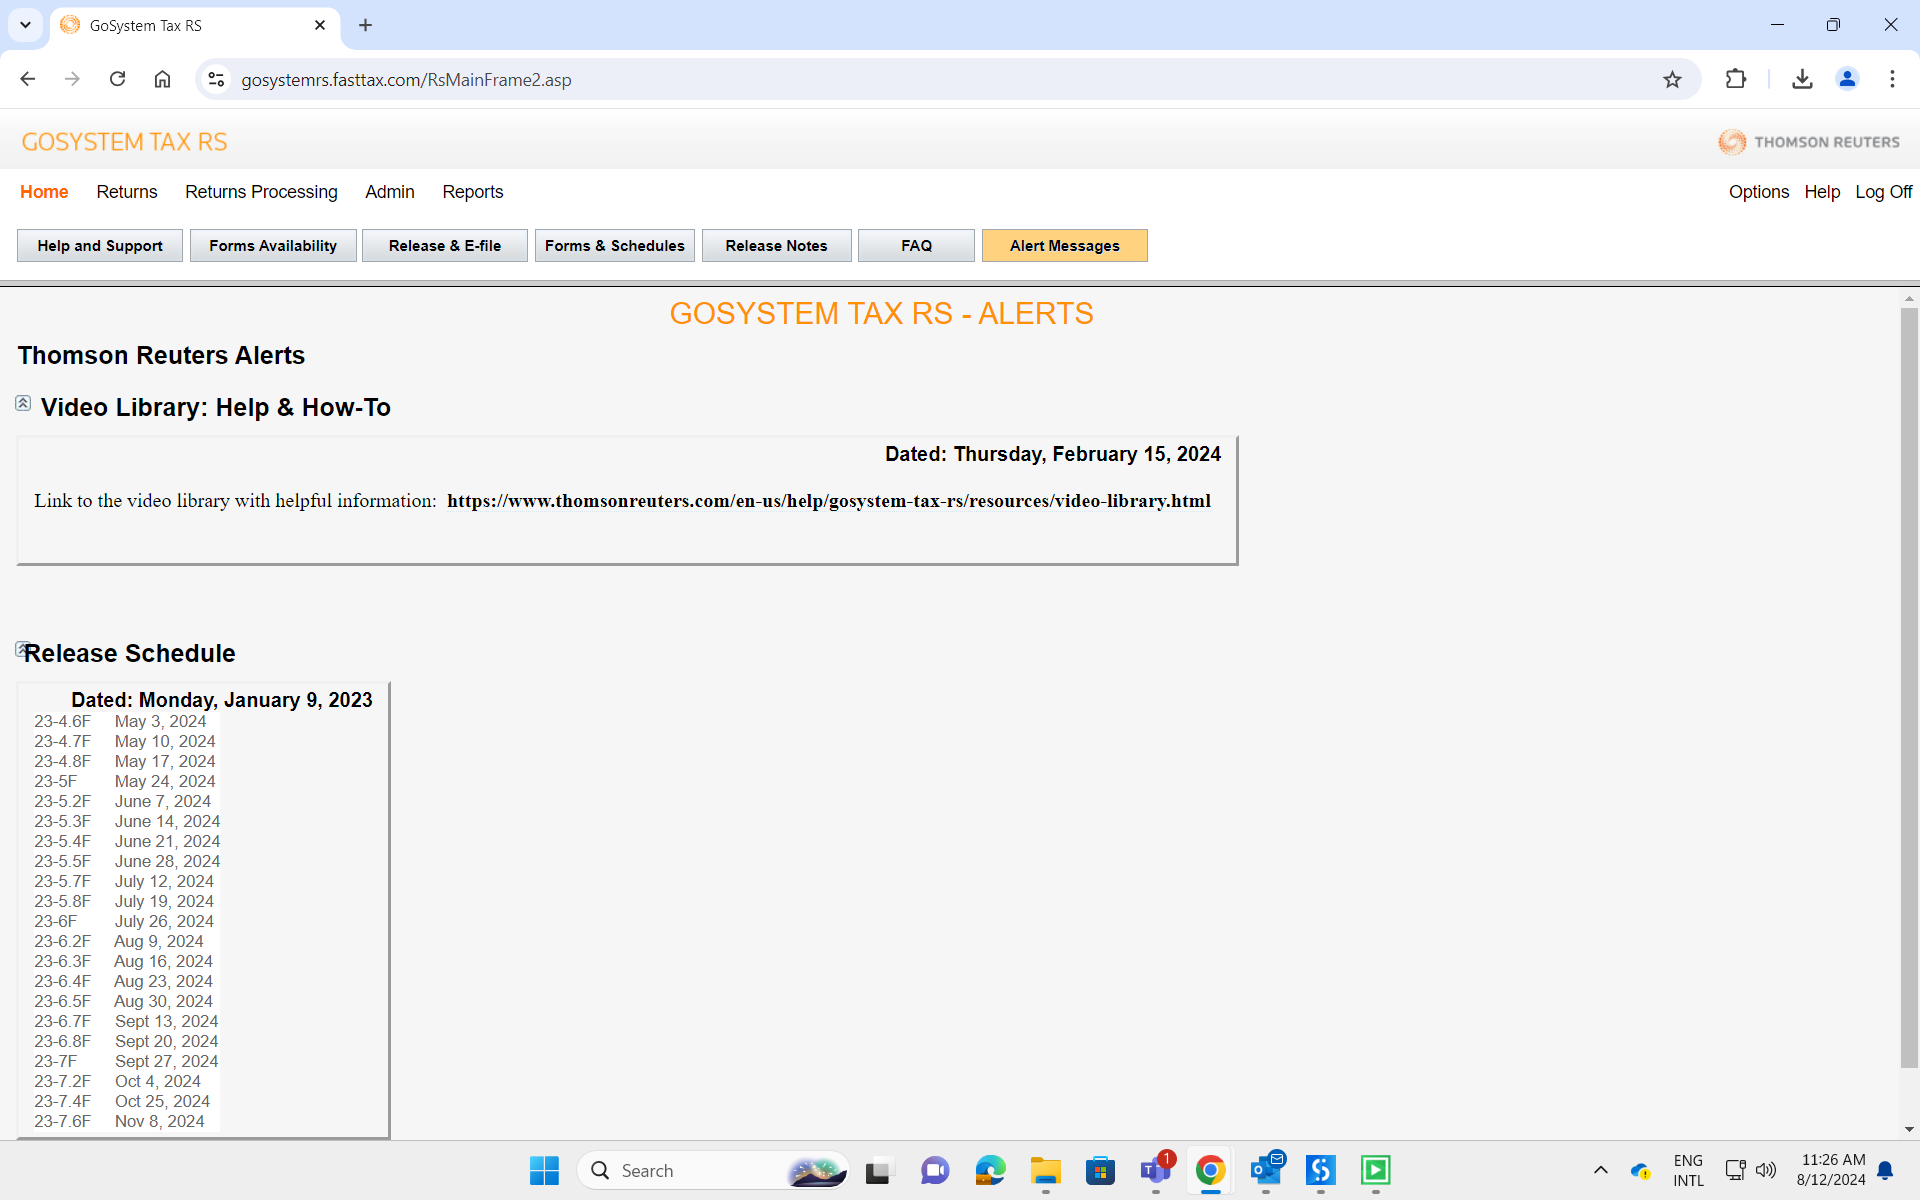 GoSystem Tax RS
gosystemrs.fasttax.com/RsMainFrame2.asp
GOSYSTEM TAX RS
THOMSON REUTERS
Home Returns Returns Processing Admin Reports Options Help Log Off
Help and Support Forms Availability Release & E-file Forms & Schedules Release Notes FAQ Alert Messages
GOSYSTEM TAX RS - ALERTS
Thomson Reuters Alerts
Video Library: Help & How-To
Dated: Thursday, February 15, 2024
Link to the video library with helpful information: https://www.thomsonreuters.com/en-us/help/gosystem-tax-rs/resources/video-library.html
Release Schedule
Dated: Monday, January 9, 2023
23-4.6F May 3, 2024
23-4.7F May 10, 2024
23-4.8F May 17, 2024
23-5F May 24, 2024
23-5.2F June 7, 2024
23-5.3F June 14, 2024
23-5.4F June 21, 2024
23-5.5F June 28, 2024
23-5.7F July 12, 2024
23-5.8F July 19, 2024
23-6F July 26, 2024
23-6.2F Aug 9, 2024
23-6.3F Aug 16, 2024
23-6.4F Aug 23, 2024
23-6.5F Aug 30, 2024
23-6.7F Sept 13, 2024
23-6.8F Sept 20, 2024
23-7F Sept 27, 2024
23-7.2F Oct 4, 2024
23-7.4F Oct 25, 2024
23-7.6F Nov 8, 2024
Search
1
ENG
INTL
11:26 AM
8/12/2024